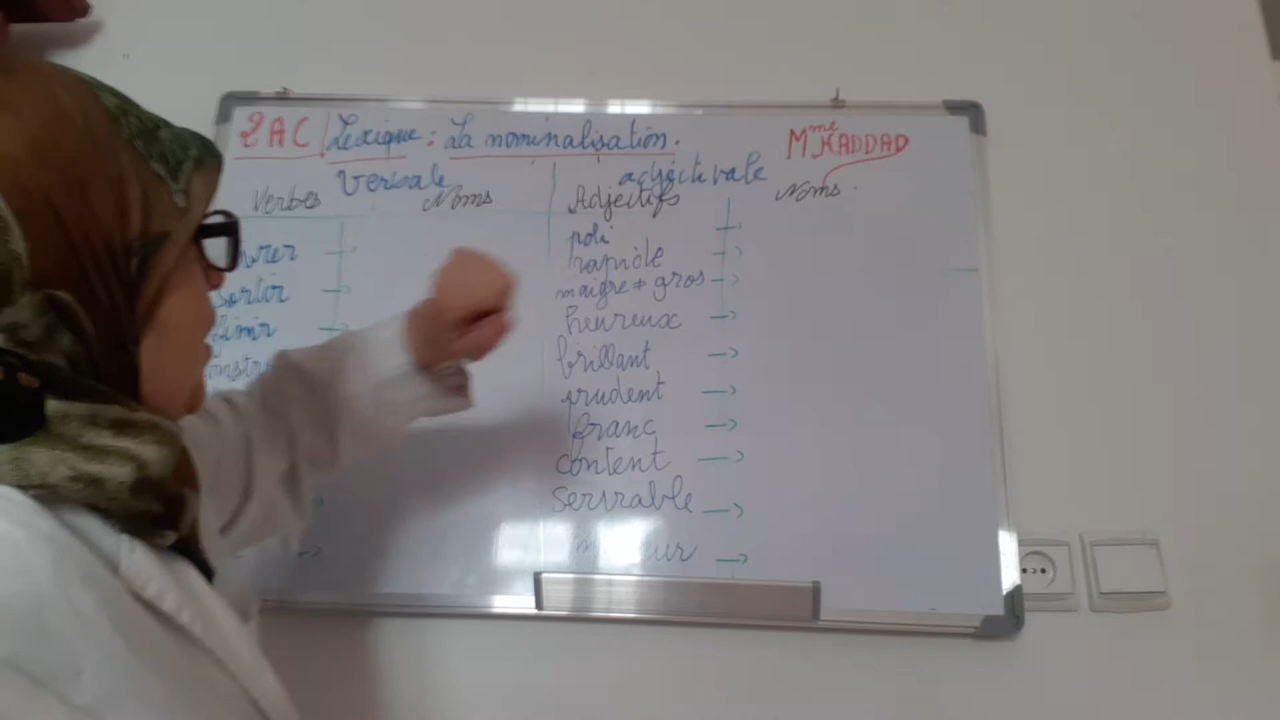 2AC | Lexique : La nominalisation. Mme KADDAD
Verbale adjectivale
Verbes Noms Adjectifs Noms.
poli →
rapide →
sortir → maigre ≠ gros →
finir → heureux →
brillant →
prudent →
franc →
content →
serviable →
→